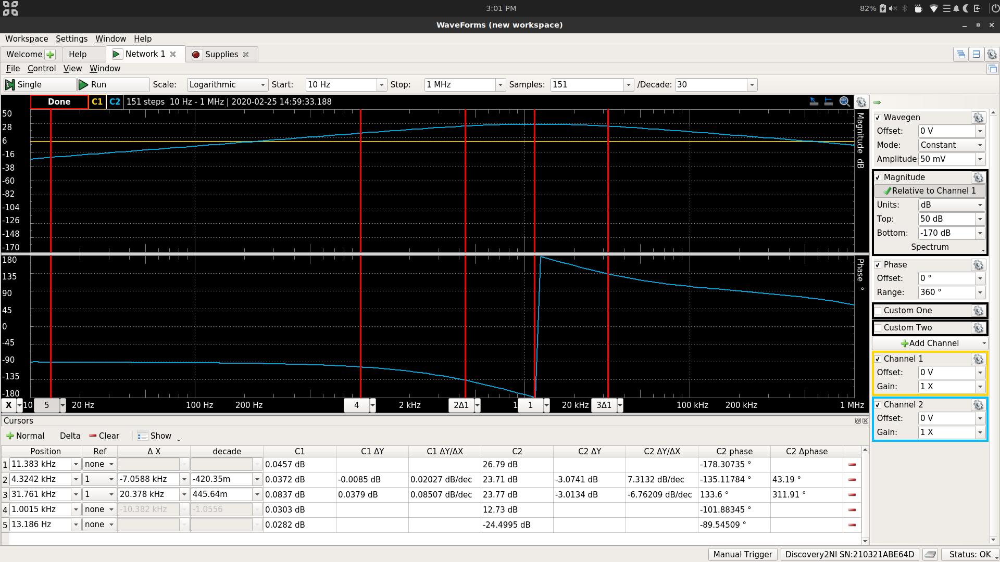 3:01 PM
82%
WaveForms (new workspace)
Workspace Settings Window Help
Welcome Help Network 1 Supplies
File Control View Window
Single Run Scale: Logarithmic Start: 10 Hz Stop: 1 MHz Samples: 151 /Decade: 30
Done C1 C2 151 steps 10 Hz - 1 MHz | 2020-02-25 14:59:33.188
50
28
6
-16
-38
-60
-82
-104
-126
-148
-170
Magnitude dB
180
135
90
45
0
-45
-90
-135
-180
Phase °
X 10 5 20 Hz 100 Hz 200 Hz 4 2 kHz 2Δ1 1 1 20 kHz 3Δ1 100 kHz 200 kHz 1 MHz
Wavegen
Offset: 0 V
Mode: Constant
Amplitude: 50 mV
Magnitude
Relative to Channel 1
Units: dB
Top: 50 dB
Bottom: -170 dB
Spectrum
Phase
Offset: 0 °
Range: 360 °
Custom One
Custom Two
Add Channel
Channel 1
Offset: 0 V
Gain: 1 X
Channel 2
Offset: 0 V
Gain: 1 X
Cursors
Normal Delta Clear Show
Position Ref Δ X decade C1 C1 ΔY C1 ΔY/ΔX C2 C2 ΔY C2 ΔY/ΔX C2 phase C2 Δphase
1 11.383 kHz none 0.0457 dB 26.79 dB -178.30735 °
2 4.3242 kHz 1 -7.0588 kHz -420.35m 0.0372 dB -0.0085 dB 0.02027 dB/dec 23.71 dB -3.0741 dB 7.3132 dB/dec -135.11784 ° 43.19 °
3 31.761 kHz 1 20.378 kHz 445.64m 0.0837 dB 0.0379 dB 0.08507 dB/dec 23.77 dB -3.0134 dB -6.76209 dB/dec 133.6 ° 311.91 °
4 1.0015 kHz none -10.382 kHz -1.0556 0.0303 dB 12.73 dB -101.88345 °
5 13.186 Hz none 0.0282 dB -24.4995 dB -89.54509 °
Manual Trigger Discovery2NI SN:210321ABE64D Status: OK